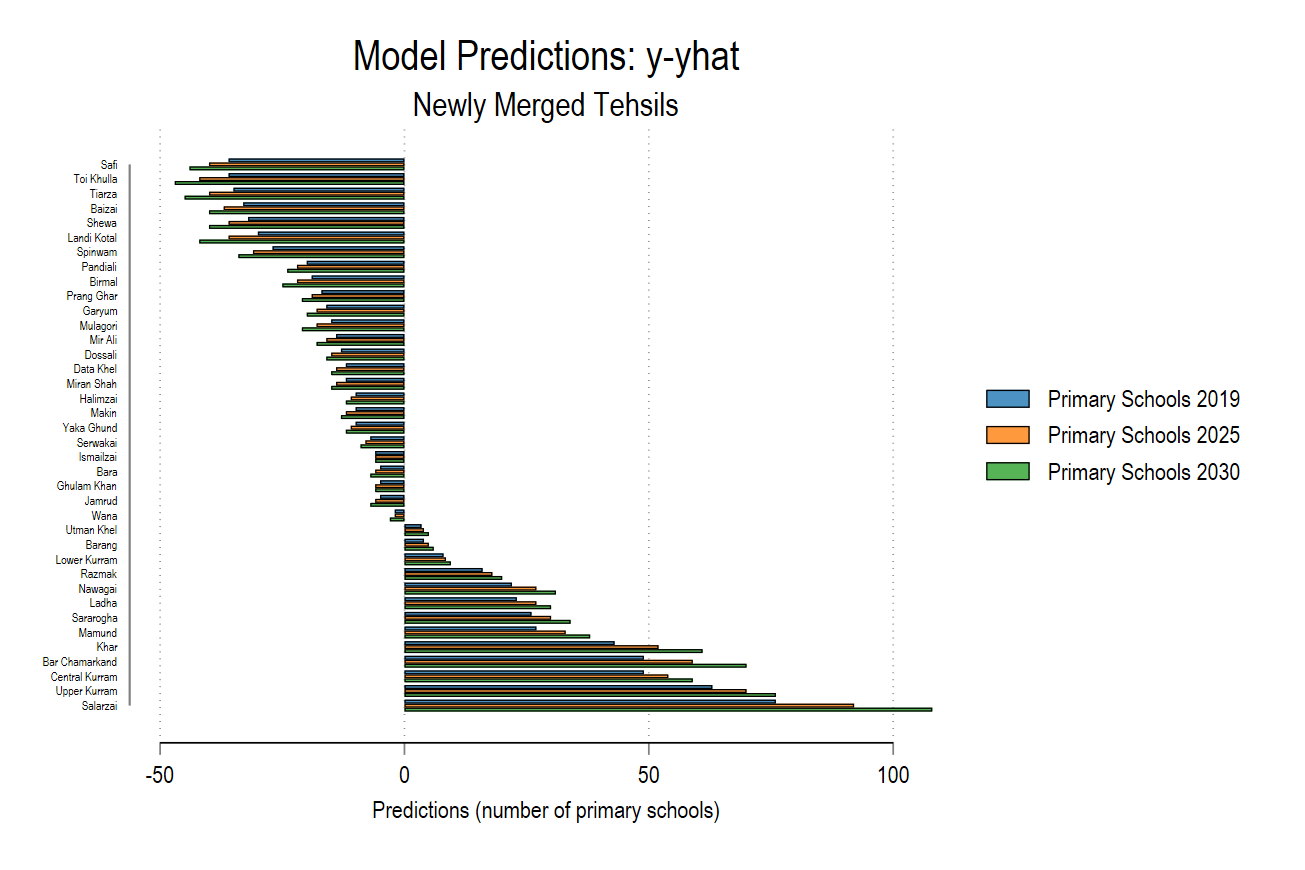 Model Predictions: y-yhat
Newly Merged Tehsils
Safi
Toi Khulla
Tiarza
Baizai
Shewa
Landi Kotal
Spinwam
Pandiali
Birmal
Prang Ghar
Garyum
Mulagori
Mir Ali
Dossali
Data Khel
Miran Shah
Halimzai
Makin
Yaka Ghund
Serwakai
Ismailzai
Bara
Ghulam Khan
Jamrud
Wana
Utman Khel
Barang
Lower Kurram
Razmak
Nawagai
Ladha
Sararogha
Mamund
Khar
Bar Chamarkand
Central Kurram
Upper Kurram
Salarzai
-50 0 50 100
Predictions (number of primary schools)
Primary Schools 2019
Primary Schools 2025
Primary Schools 2030